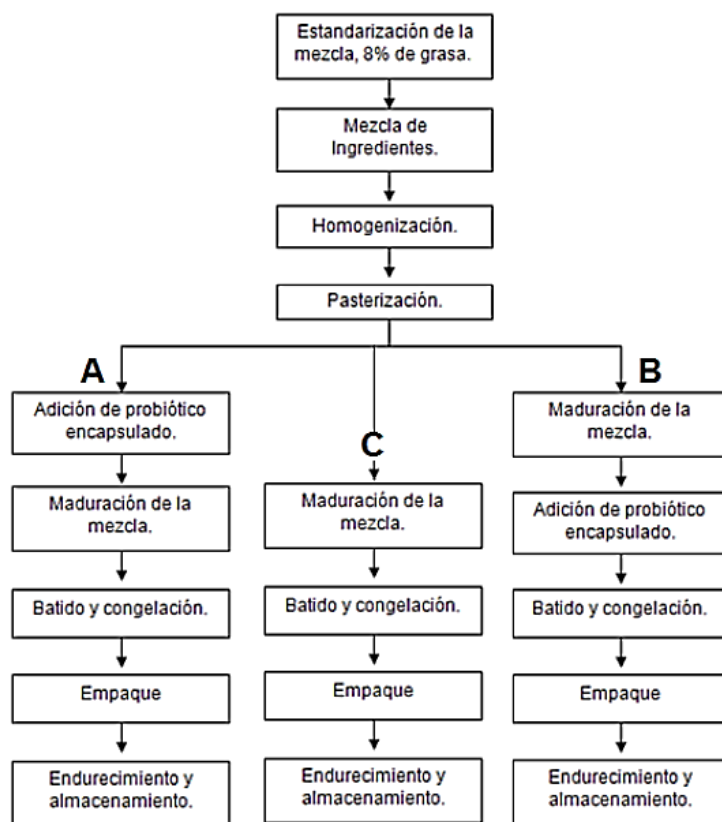 Estandarización de la
mezcla, 8% de grasa.
Mezcla de
Ingredientes.
Homogenización.
Pasterización.
A
Adición de probiótico
encapsulado.
Maduración de la
mezcla.
Batido y congelación.
Empaque
Endurecimiento y
almacenamiento.
C
Maduración de la
mezcla.
Batido y congelación.
Empaque
Endurecimiento y
almacenamiento.
B
Maduración de la
mezcla.
Adición de probiótico
encapsulado.
Batido y congelación.
Empaque
Endurecimiento y
almacenamiento.